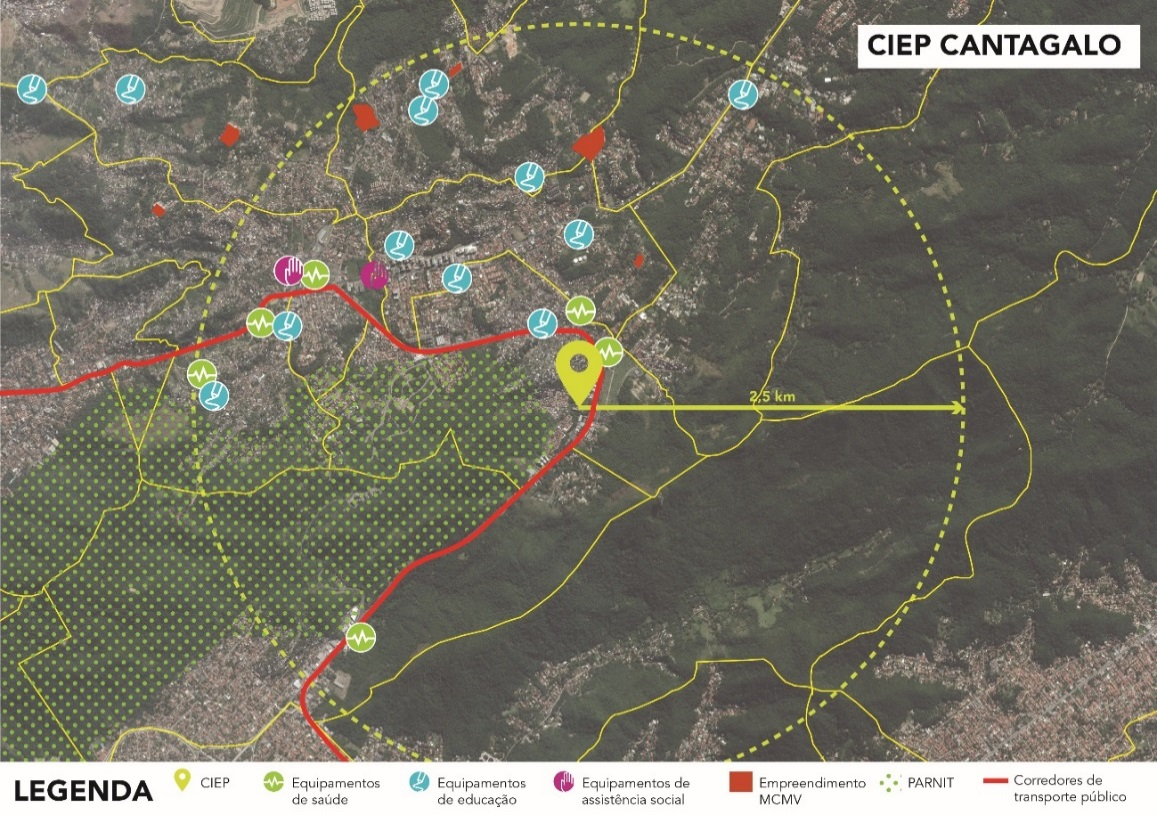 CIEP CANTAGALO
2,5 km
LEGENDA
CIEP
Equipamentos
de saúde
Equipamentos
de educação
Equipamentos de
assistência social
Empreendimento
MCMV
PARNIT
Corredores de
transporte público